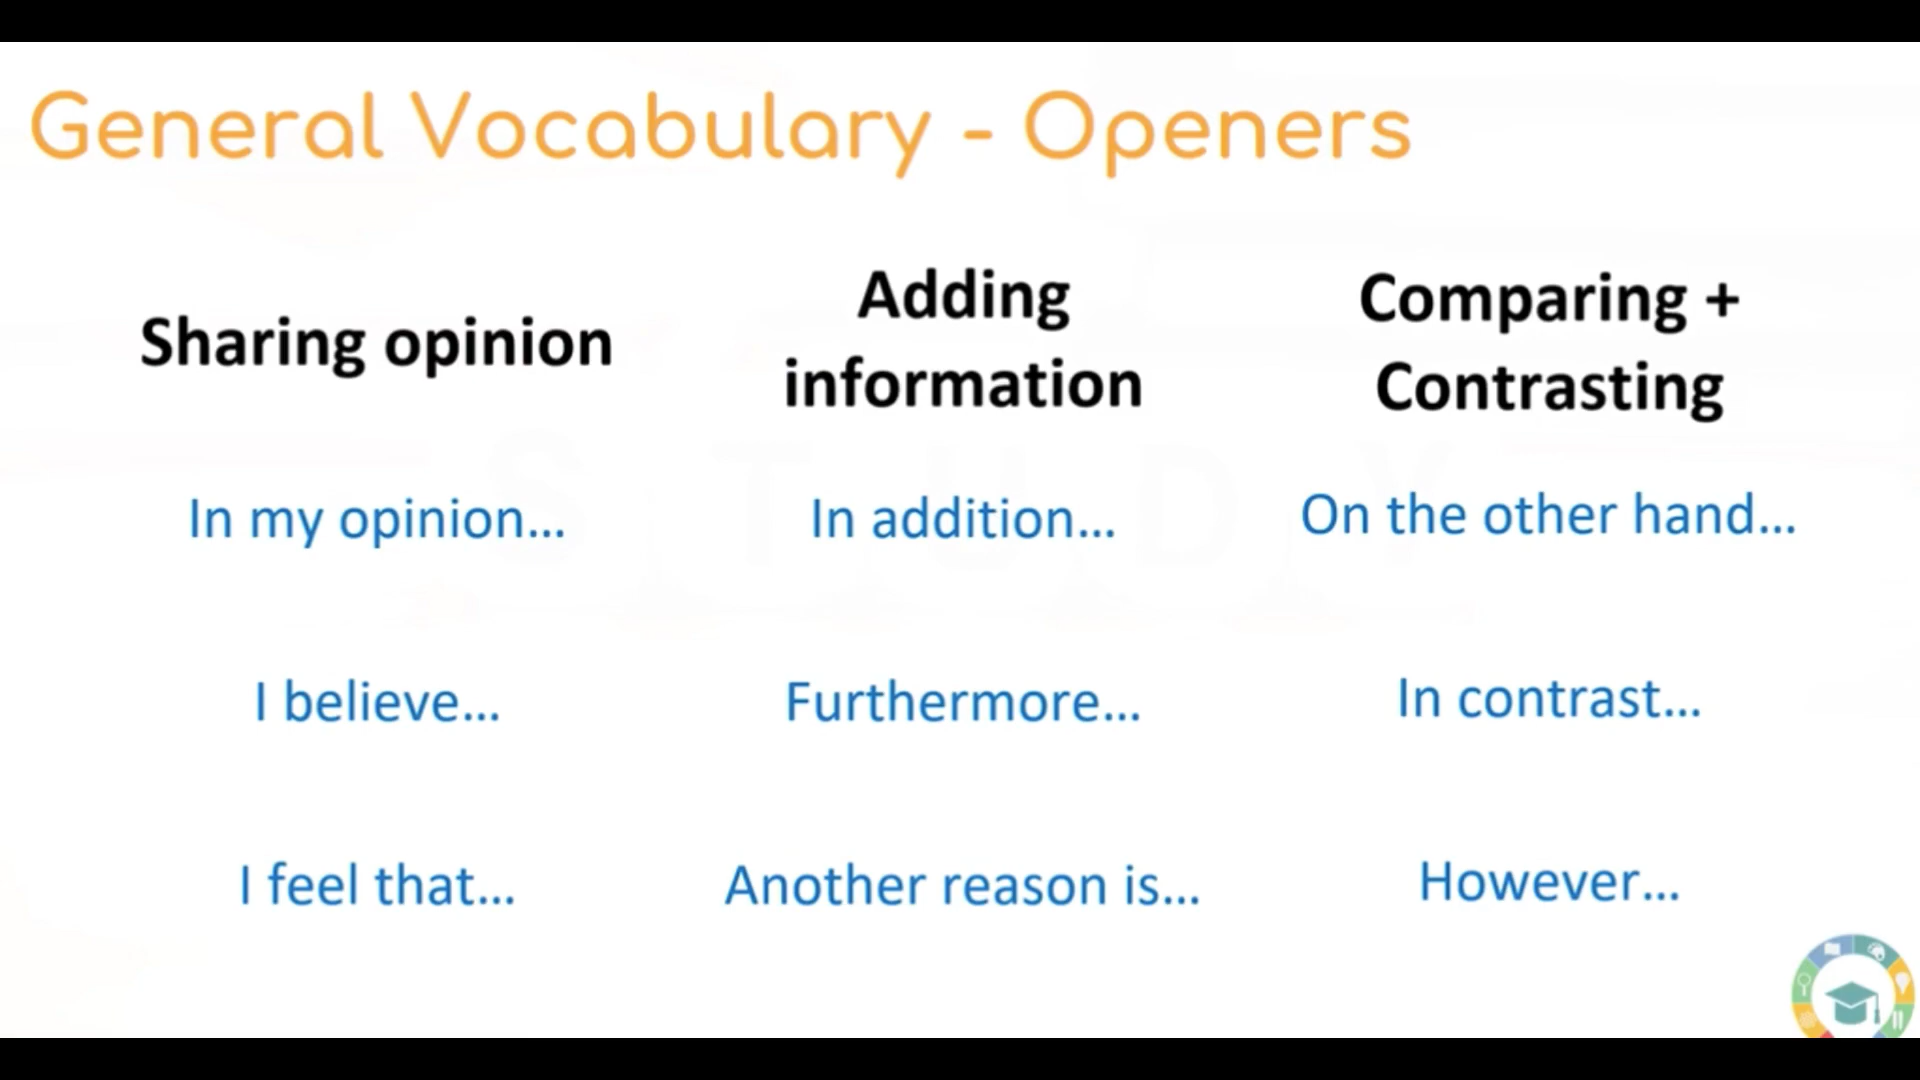 General Vocabulary - Openers
Sharing opinion
Adding
information
Comparing +
Contrasting
In my opinion...
In addition...
On the other hand...
I believe...
Furthermore...
In contrast...
I feel that...
Another reason is...
However...
STUDY